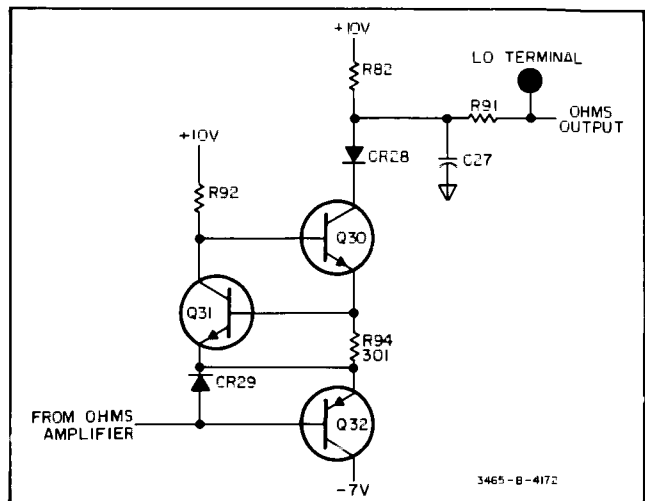 +10V
R82
LO TERMINAL
R91
OHMS
OUTPUT
+10V
CR28
C27
R92
Q30
Q31
R94
301
CR29
FROM OHMS
AMPLIFIER
Q32
-7V
3465-B-4172